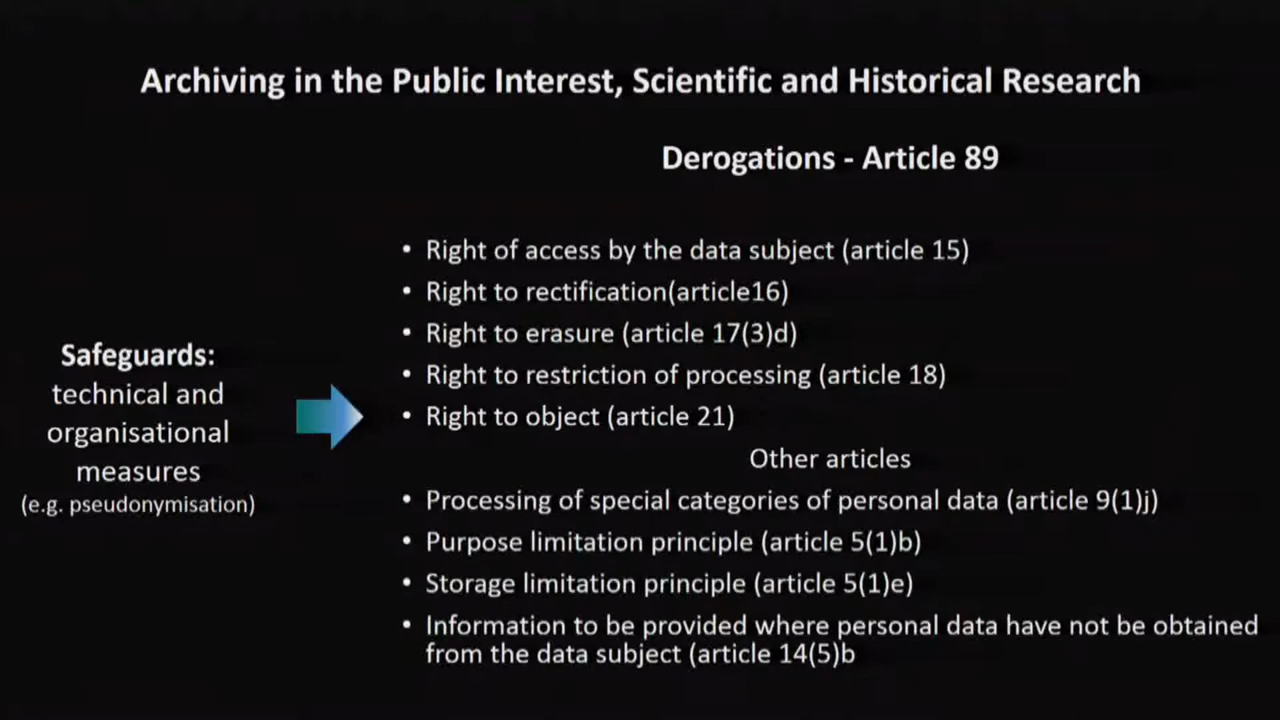 Archiving in the Public Interest, Scientific and Historical Research
Derogations - Article 89
Safeguards:
technical and
organisational
measures
(e.g. pseudonymisation)
• Right of access by the data subject (article 15)
• Right to rectification(article16)
• Right to erasure (article 17(3)d)
• Right to restriction of processing (article 18)
• Right to object (article 21)
Other articles
• Processing of special categories of personal data (article 9(1)j)
• Purpose limitation principle (article 5(1)b)
• Storage limitation principle (article 5(1)e)
• Information to be provided where personal data have not be obtained
from the data subject (article 14(5)b